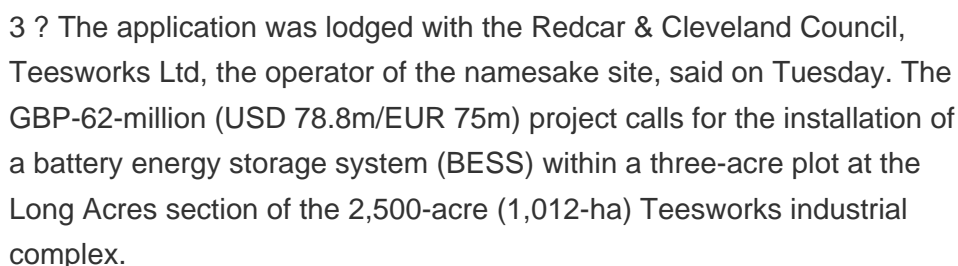 3 ? The application was lodged with the Redcar & Cleveland Council,
Teesworks Ltd, the operator of the namesake site, said on Tuesday. The
GBP-62-million (USD 78.8m/EUR 75m) project calls for the installation of
a battery energy storage system (BESS) within a three-acre plot at the
Long Acres section of the 2,500-acre (1,012-ha) Teesworks industrial
complex.